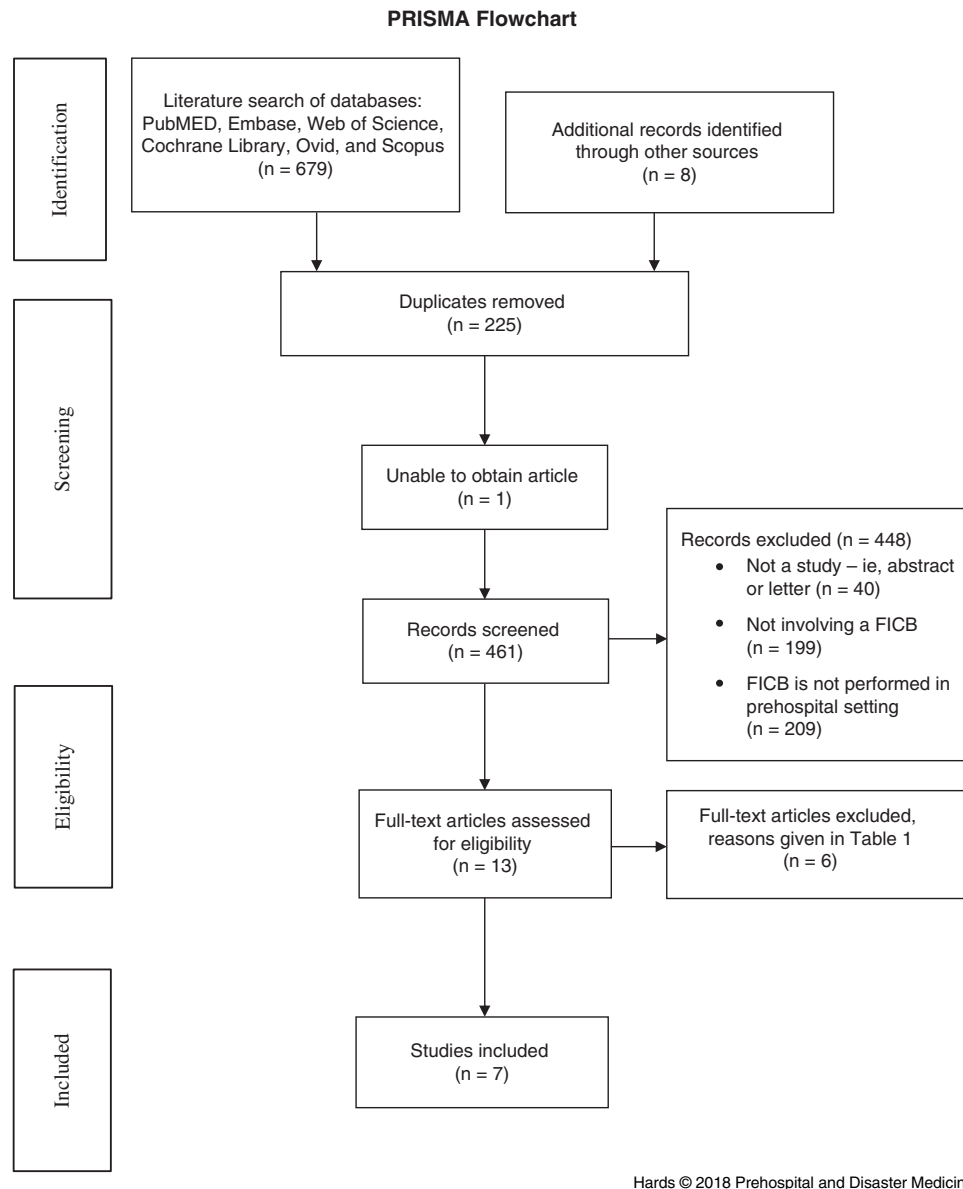 PRISMA Flowchart
Identification
Literature search of databases:
PubMED, Embase, Web of Science,
Cochrane Library, Ovid, and Scopus
(n = 679)
Additional records identified
through other sources
(n = 8)
Duplicates removed
(n = 225)
Screening
Unable to obtain article
(n = 1)
Records screened
(n = 461)
Records excluded (n = 448)
• Not a study – ie, abstract
or letter (n = 40)
• Not involving a FICB
(n = 199)
• FICB is not performed in
prehospital setting
(n = 209)
Eligibility
Full-text articles assessed
for eligibility
(n = 13)
Full-text articles excluded,
reasons given in Table 1
(n = 6)
Included
Studies included
(n = 7)
Hards © 2018 Prehospital and Disaster Medicin